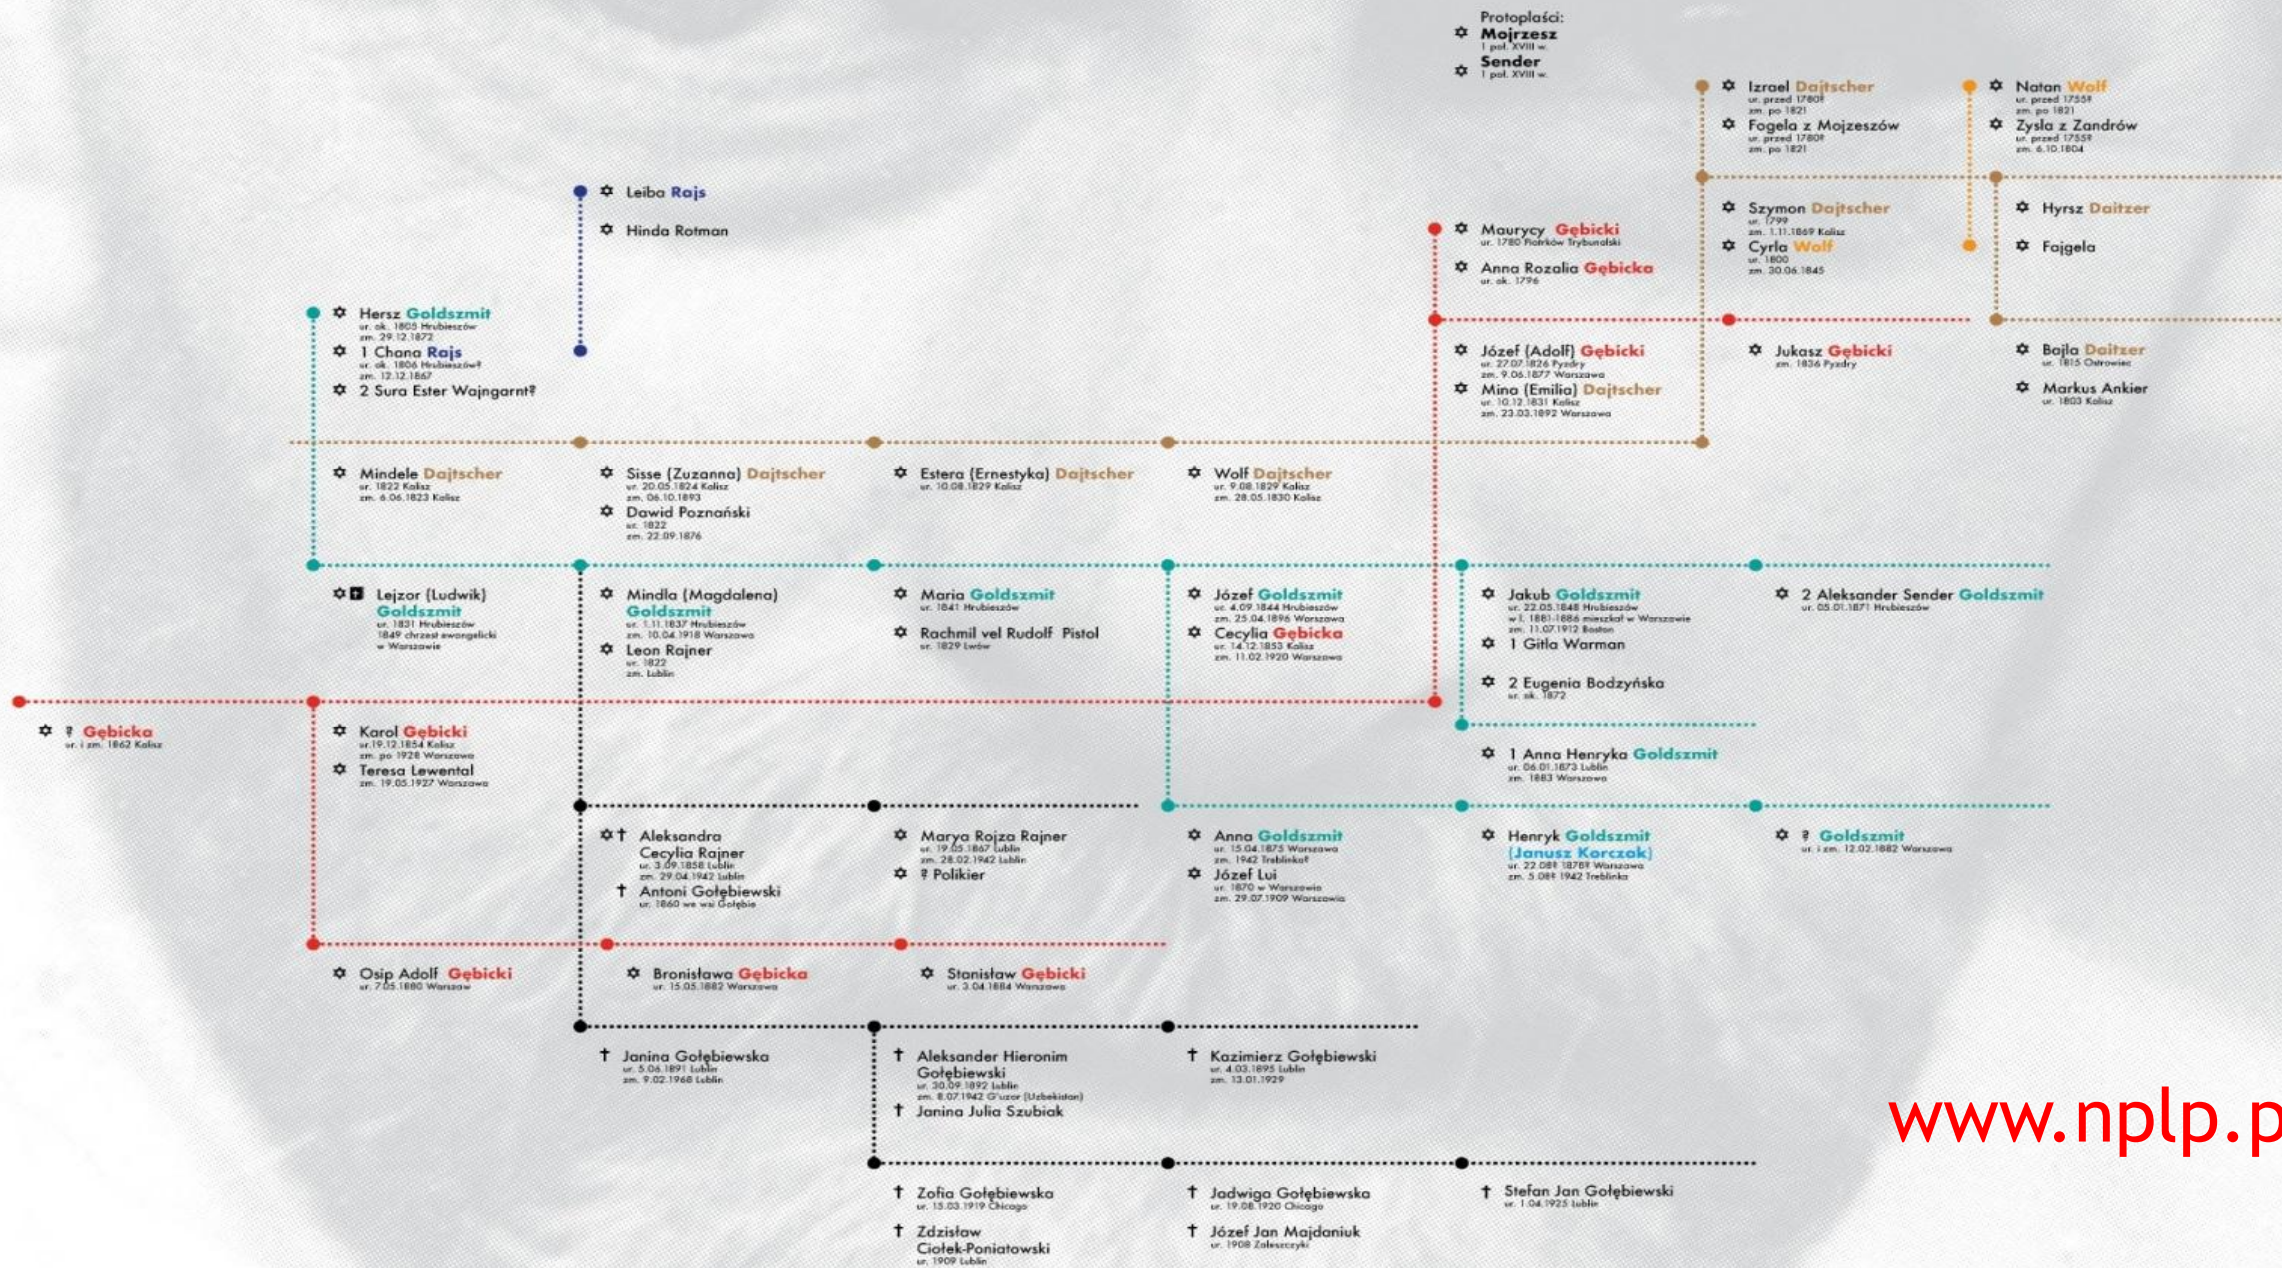 Protoplaści:
Mojrzesz
1 poł. XVIII w.
Sender
1 poł. XVIII w.
Izrael Dajtscher
ur. przed 1780?
zm. po 1821
Fogela z Mojzeszów
ur. przed 1780?
zm. po 1821
Natan Wolf
ur. przed 1755?
zm. po 1821
Zysla z Zandrów
ur. przed 1755?
zm. 6.10.1804
Leiba Rajs
Hinda Rotman
Szymon Dajtscher
ur. 1799
zm. 1.11.1869 Kalisz
Cyrla Wolf
ur. 1800
zm. 30.06.1845
Hyrsz Daitzer
Fajgela
Maurycy Gębicki
ur. 1780 Piotrków Trybunalski
Anna Rozalia Gębicka
ur. ok. 1796
Hersz Goldszmit
ur. ok. 1805 Hrubieszów
zm. 29.12.1872
1 Chana Rajs
ur. ok. 1806 Hrubieszów?
zm. 12.12.1867
2 Sura Ester Wajngarnt?
Józef (Adolf) Gębicki
ur. 27.07.1826 Pyzdry
zm. 9.06.1877 Warszawa
Mina (Emilia) Dajtscher
ur. 10.12.1831 Kalisz
zm. 23.03.1892 Warszawa
Jukasz Gębicki
zm. 1836 Pyzdry
Bajla Daitzer
ur. 1815 Ostrowiec
Markus Ankier
ur. 1803 Kalisz
Mindele Dajtscher
ur. 1822 Kalisz
zm. 6.06.1823 Kalisz
Sisse (Zuzanna) Dajtscher
ur. 20.05.1824 Kalisz
zm. 06.10.1893
Dawid Poznański
ur. 1822
zm. 22.09.1876
Estera (Ernestyka) Dajtscher
ur. 10.08.1829 Kalisz
Wolf Dajtscher
ur. 9.08.1829 Kalisz
zm. 28.05.1830 Kalisz
Lejzor (Ludwik)
Goldszmit
ur. 1831 Hrubieszów
1849 chrzest ewangelicki
w Warszawie
Mindla (Magdalena)
Goldszmit
ur. 1.11.1837 Hrubieszów
zm. 10.04.1918 Warszawa
Leon Rajner
ur. 1822
zm. Lublin
Maria Goldszmit
ur. 1841 Hrubieszów
Rachmil vel Rudolf Pistol
ur. 1829 Lwów
Józef Goldszmit
ur. 4.09.1844 Hrubieszów
zm. 25.04.1896 Warszawa
Cecylia Gębicka
ur. 14.12.1853 Kalisz
zm. 11.02.1920 Warszawa
Jakub Goldszmit
ur. 22.05.1848 Hrubieszów
w l. 1881-1886 mieszkał w Warszawie
zm. 11.07.1912 Boston
1 Gitla Warman
2 Eugenia Bodzyńska
ur. ok. 1872
2 Aleksander Sender Goldszmit
ur. 05.01.1871 Hrubieszów
? Gębicka
ur. i zm. 1862 Kalisz
Karol Gębicki
ur.19.12.1854 Kalisz
zm. po 1928 Warszawa
Teresa Lewental
zm. 19.05.1927 Warszawa
1 Anna Henryka Goldszmit
ur. 06.01.1873 Lublin
zm. 1883 Warszawa
Aleksandra
Cecylia Rajner
ur. 3.09.1858 Lublin
zm. 29.04.1942 Lublin
Antoni Gołębiewski
ur. 1860 we wsi Gołębie
Marya Rojza Rajner
ur. 19.05.1867 Lublin
zm. 28.02.1942 Lublin
? Polikier
Anna Goldszmit
ur. 15.04.1875 Warszawa
zm. 1942 Treblinka?
Józef Lui
ur. 1870 w Warszawie
zm. 29.07.1909 Warszawia
Henryk Goldszmit
(Janusz Korczak)
ur. 22.08? 1878? Warszawa
zm. 5.08? 1942 Treblinka
? Goldszmit
ur. i zm. 12.02.1882 Warszawa
Osip Adolf Gębicki
ur. 7.05.1880 Warszaw
Bronisława Gębicka
ur. 15.05.1882 Warszawa
Stanisław Gębicki
ur. 3.04.1884 Warszawa
Janina Gołębiewska
ur. 5.06.1891 Lublin
zm. 9.02.1968 Lublin
Aleksander Hieronim
Gołębiewski
ur. 30.09.1892 Lublin
zm. 8.07.1942 G'uzor (Uzbekistan)
Janina Julia Szubiak
Kazimierz Gołębiewski
ur. 4.03.1895 Lublin
zm. 13.01.1929
www.nplp.p
Zofia Gołębiewska
ur. 15.03.1919 Chicago
Zdzisław
Ciołek-Poniatowski
ur. 1909 Lublin
Jadwiga Gołębiewska
ur. 19.08.1920 Chicago
Józef Jan Majdaniuk
ur. 1908 Zaleszczyki
Stefan Jan Gołębiewski
ur. 1.04.1925 Lublin